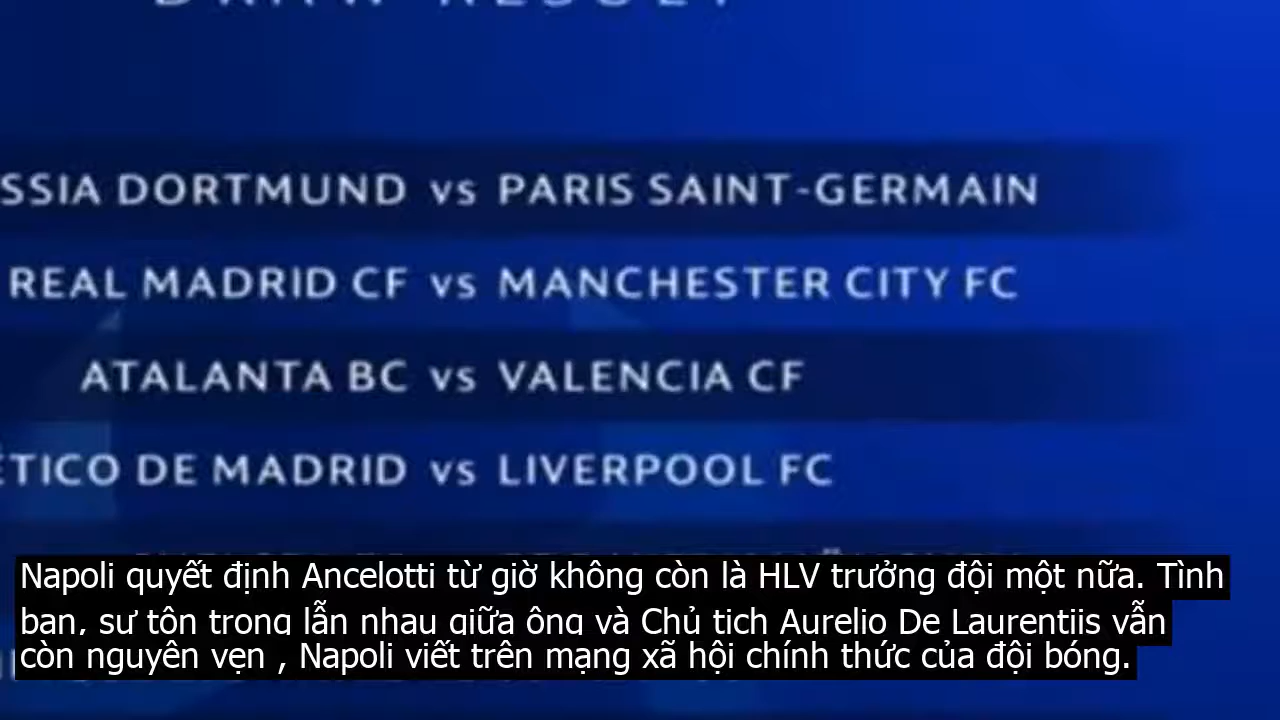 DRAW RESULT
SSIA DORTMUND vs PARIS SAINT-GERMAIN
REAL MADRID CF vs MANCHESTER CITY FC
ATALANTA BC vs VALENCIA CF
ÉTICO DE MADRID vs LIVERPOOL FC
Napoli quyết định Ancelotti từ giờ không còn là HLV trưởng đội một nữa. Tình
bạn, sự tôn trọng lẫn nhau giữa ông và Chủ tịch Aurelio De Laurentiis vẫn
còn nguyên vẹn , Napoli viết trên mạng xã hội chính thức của đội bóng.